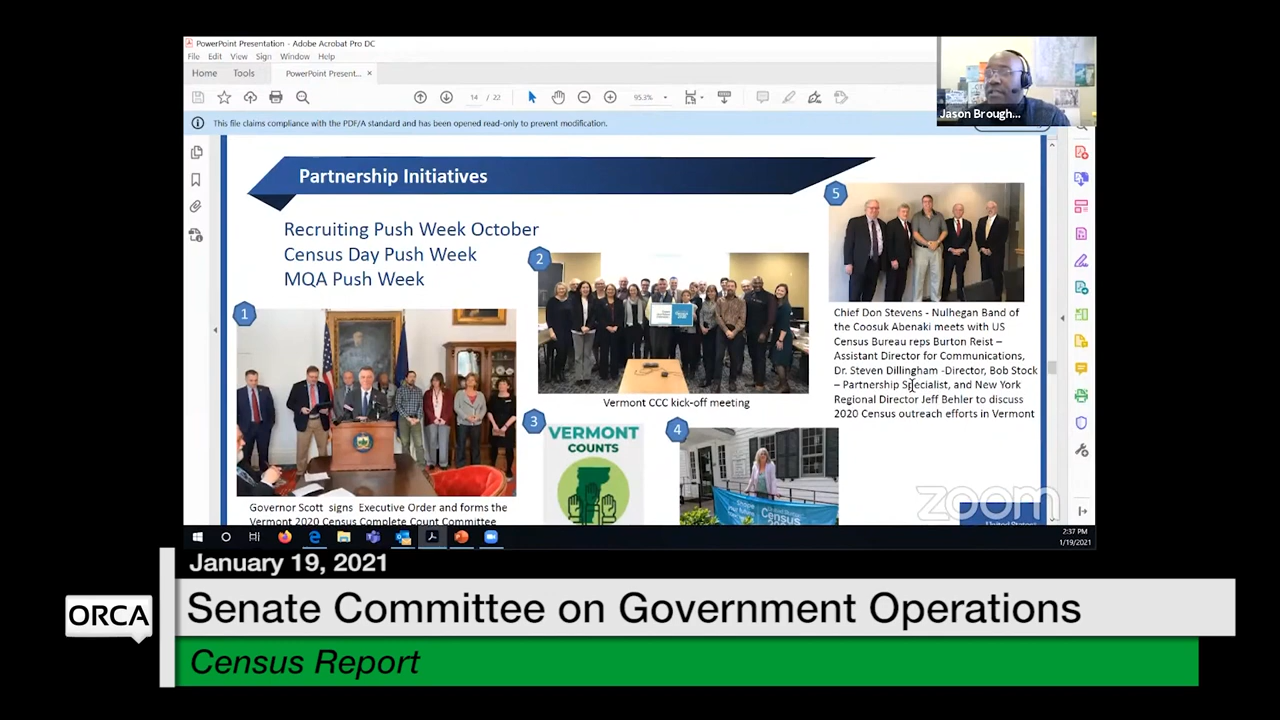 PowerPoint Presentation - Adobe Acrobat Pro DC
File Edit View Sign Window Help
Home Tools PowerPoint Present... ×
14 / 22 95.3%
Jason Brough...
This file claims compliance with the PDF/A standard and has been opened read-only to prevent modification.
Partnership Initiatives
Recruiting Push Week October
Census Day Push Week
MQA Push Week
1
Governor Scott signs Executive Order and forms the
Vermont 2020 Census Complete Count Committee
2
Vermont CCC kick-off meeting
3
VERMONT
COUNTS
4
Census
5
Chief Don Stevens - Nulhegan Band of
the Coosuk Abenaki meets with US
Census Bureau reps Burton Reist –
Assistant Director for Communications,
Dr. Steven Dillingham -Director, Bob Stock
– Partnership Specialist, and New York
Regional Director Jeff Behler to discuss
2020 Census outreach efforts in Vermont
zoom
United States
2:37 PM
1/19/2021
January 19, 2021
ORCA
Senate Committee on Government Operations
Census Report